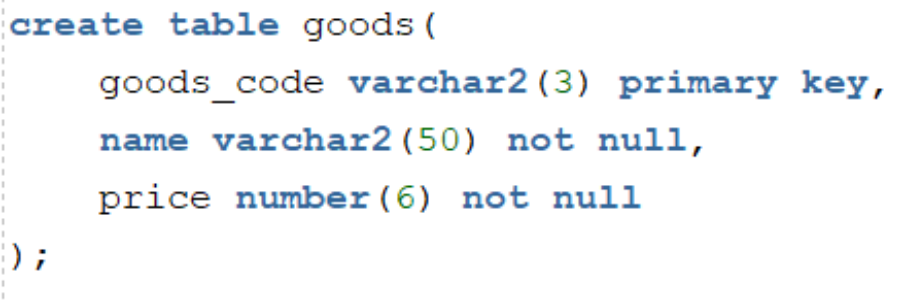 create table goods(
    goods_code varchar2(3) primary key,
    name varchar2(50) not null,
    price number(6) not null
);